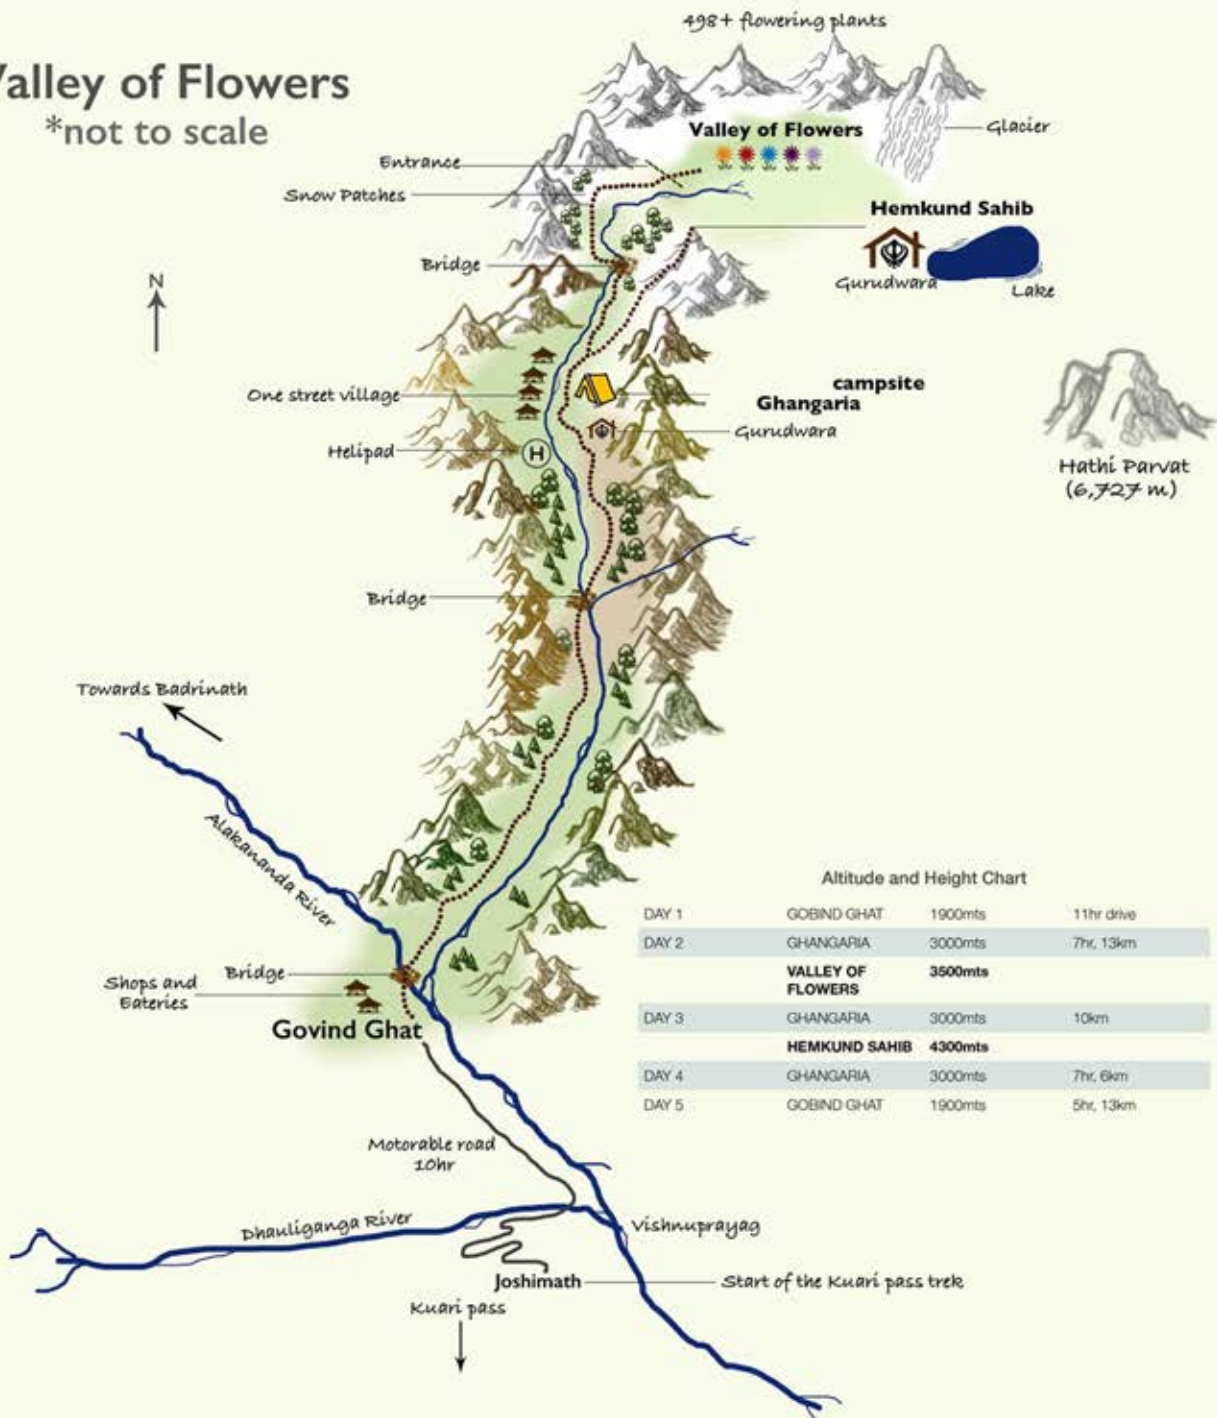 498+ flowering plants
Valley of Flowers
*not to scale
Valley of Flowers
Glacier
Entrance
Snow Patches
Hemkund Sahib
Gurudwara
Lake
Bridge
N
One street village
campsite
Ghangaria
Gurudwara
Helipad
Hathi Parvat
(6,727 m)
H
Bridge
Towards Badrinath
Alakananda River
Altitude and Height Chart
DAY 1 GOBIND GHAT 1900mts 11hr drive
DAY 2 GHANGARIA 3000mts 7hr, 13km
VALLEY OF 3500mts
FLOWERS
DAY 3 GHANGARIA 3000mts 10km
HEMKUND SAHIB 4300mts
DAY 4 GHANGARIA 3000mts 7hr, 6km
DAY 5 GOBIND GHAT 1900mts 5hr, 13km
Bridge
Shops and
Eateries
Govind Ghat
Motorable road
10hr
Dhauliganga River
Vishnuprayag
Joshimath
Start of the Kuari pass trek
Kuari pass